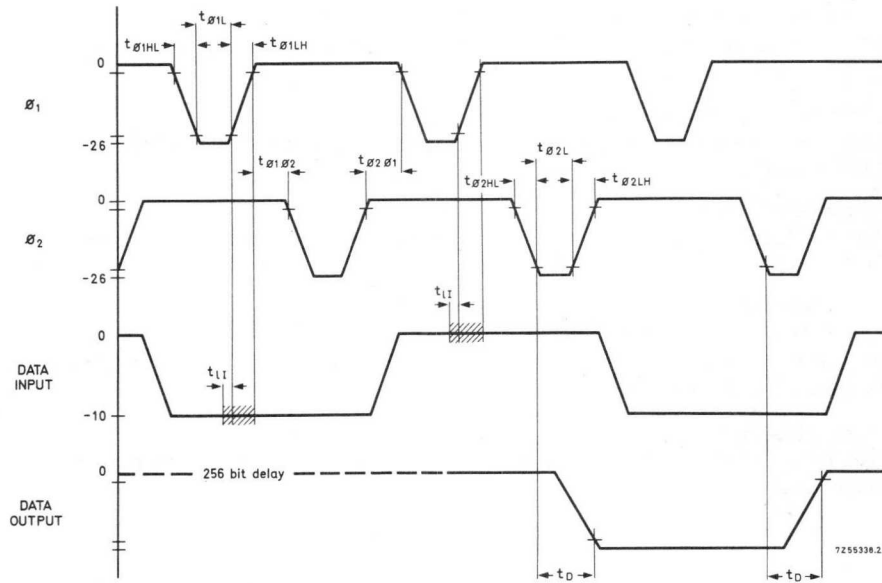 tØ1L
tØ1HL
tØ1LH
0
Ø1
-26
tØ1Ø2
tØ2Ø1
tØ2L
tØ2HL
tØ2LH
0
Ø2
-26
tlI
0
DATA
INPUT
tlI
-10
0
256 bit delay
DATA
OUTPUT
7Z55338.2
tD
tD